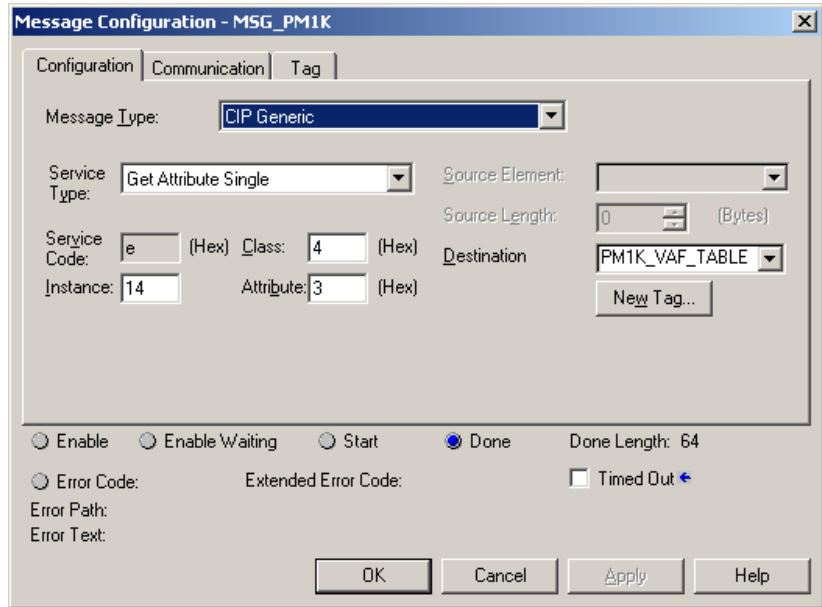 Message Configuration - MSG_PM1K
Configuration Communication Tag
Message Type: CIP Generic
Service Type: Get Attribute Single
Source Element:
Source Length: 0 (Bytes)
Service Code: e (Hex) Class: 4 (Hex)
Destination PM1K_VAF_TABLE
Instance: 14 Attribute: 3 (Hex)
New Tag...
Enable Enable Waiting Start Done Done Length: 64
Error Code: Extended Error Code: Timed Out
Error Path:
Error Text:
OK Cancel Apply Help